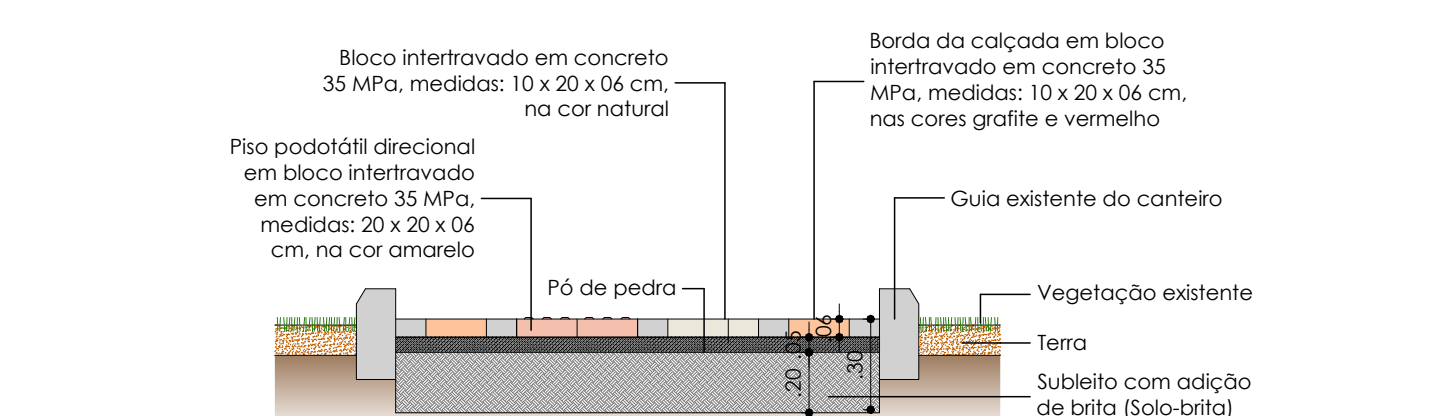 Bloco intertravado em concreto
35 MPa, medidas: 10 x 20 x 06 cm,
na cor natural
Borda da calçada em bloco
intertravado em concreto 35
MPa, medidas: 10 x 20 x 06 cm,
nas cores grafite e vermelho
Piso podotátil direcional
em bloco intertravado
em concreto 35 MPa,
medidas: 20 x 20 x 06
cm, na cor amarelo
Guia existente do canteiro
Pó de pedra
Vegetação existente
Terra
Subleito com adição
de brita (Solo-brita)
.06
.05
.30
.20